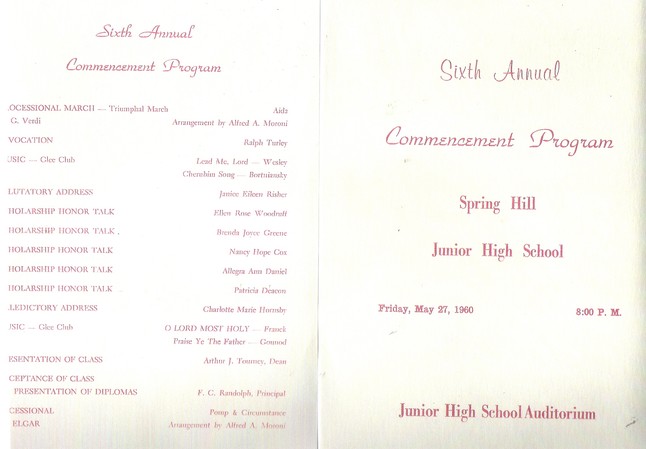 Sixth Annual
Commencement Program
OCESSIONAL MARCH — Triumphal March Aida
G. Verdi Arrangement by Alfred A. Moroni
VOCATION Ralph Turley
USIC — Glee Club Lead Me, Lord — Wesley
Cherubim Song — Bortniansky
LUTATORY ADDRESS Janice Eileen Risher
HOLARSHIP HONOR TALK Ellen Rose Woodruff
HOLARSHIP HONOR TALK . Brenda Joyce Greene
HOLARSHIP HONOR TALK Nancy Hope Cox
HOLARSHIP HONOR TALK Allegra Ann Daniel
HOLARSHIP HONOR TALK Patricia Deacon
LEDICTORY ADDRESS Charlotte Marie Hornsby
USIC — Glee Club O LORD MOST HOLY — Franck
Praise Ye The Father — Gounod
ESENTATION OF CLASS Arthur J. Dean
CEPTANCE OF CLASS
PRESENTATION OF DIPLOMAS F. C. Randolph, Principal
CESSIONAL Pomp & Circumstance
ELGAR Arrangement by Alfred A. Moroni
Sixth Annual
Commencement Program
Spring Hill
Junior High School
Friday, May 27, 1960 8:00 P. M.
Junior High School Auditorium